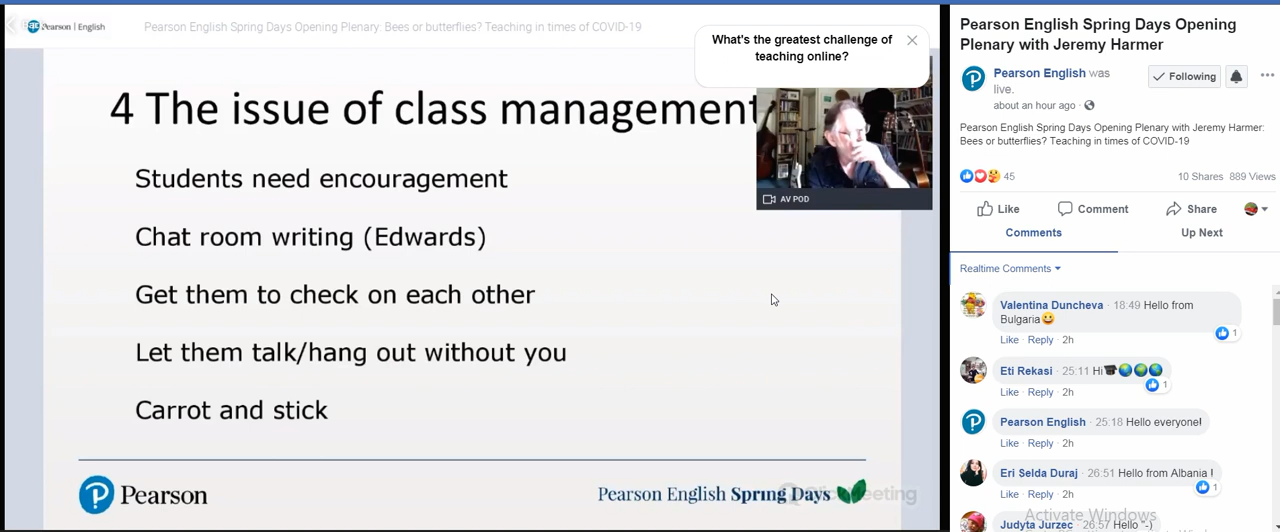 Pearson | English
Pearson English Spring Days Opening Plenary: Bees or butterflies? Teaching in times of COVID-19
What's the greatest challenge of
teaching online?
4 The issue of class management
Students need encouragement
Chat room writing (Edwards)
Get them to check on each other
Let them talk/hang out without you
Carrot and stick
AV POD
Pearson
Pearson English Spring Days
ClickMeeting
Pearson English Spring Days Opening
Plenary with Jeremy Harmer
Pearson English was
live.
about an hour ago ·
Following
Pearson English Spring Days Opening Plenary with Jeremy Harmer:
Bees or butterflies? Teaching in times of COVID-19
45
10 Shares 889 Views
Like Comment Share
Comments Up Next
Realtime Comments
Valentina Duncheva · 18:49 Hello from
Bulgaria😀
1
Like · Reply · 2h
Eti Rekasi · 25:11 Hi🎓🌍🌍🌍
1
Like · Reply · 2h
Pearson English · 25:18 Hello everyone!
Like · Reply · 2h
Eri Selda Duraj · 26:51 Hello from Albania !
1
Like · Reply · 2h
Judyta Jurzec · 26:57 Hello :-)
Activate Windows